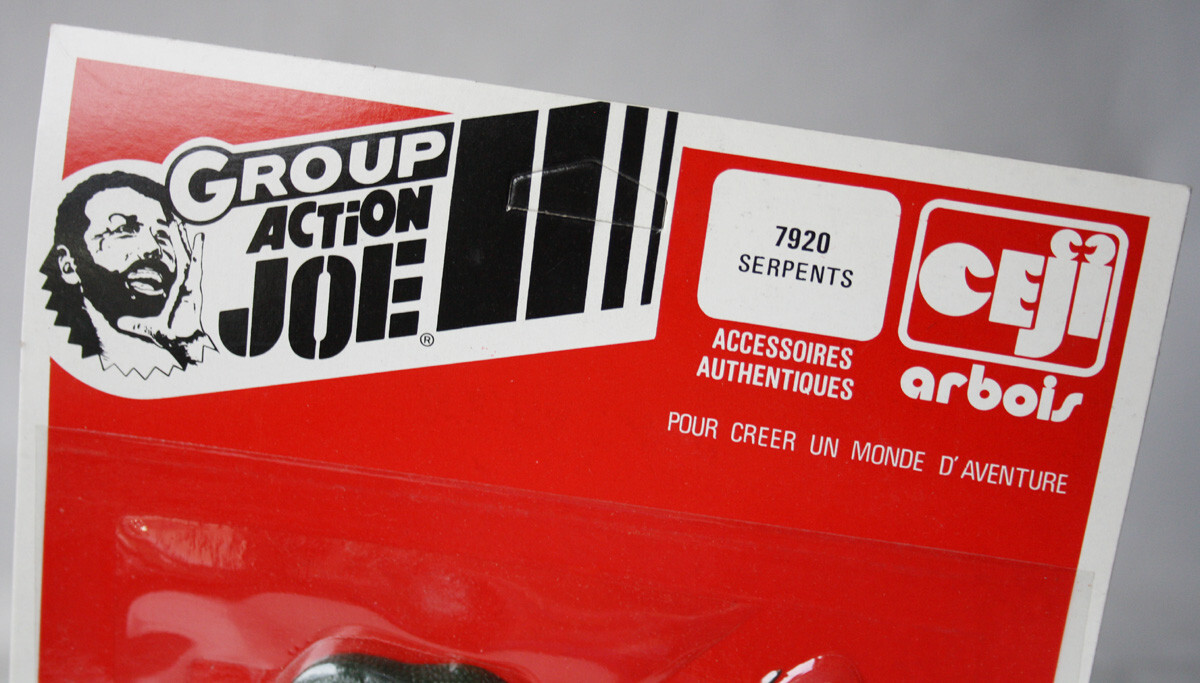 GROUP
ACTiON
JOE®
7920
SERPENTS
ceji
arbois
ACCESSOIRES
AUTHENTIQUES
POUR CREER UN MONDE D'AVENTURE